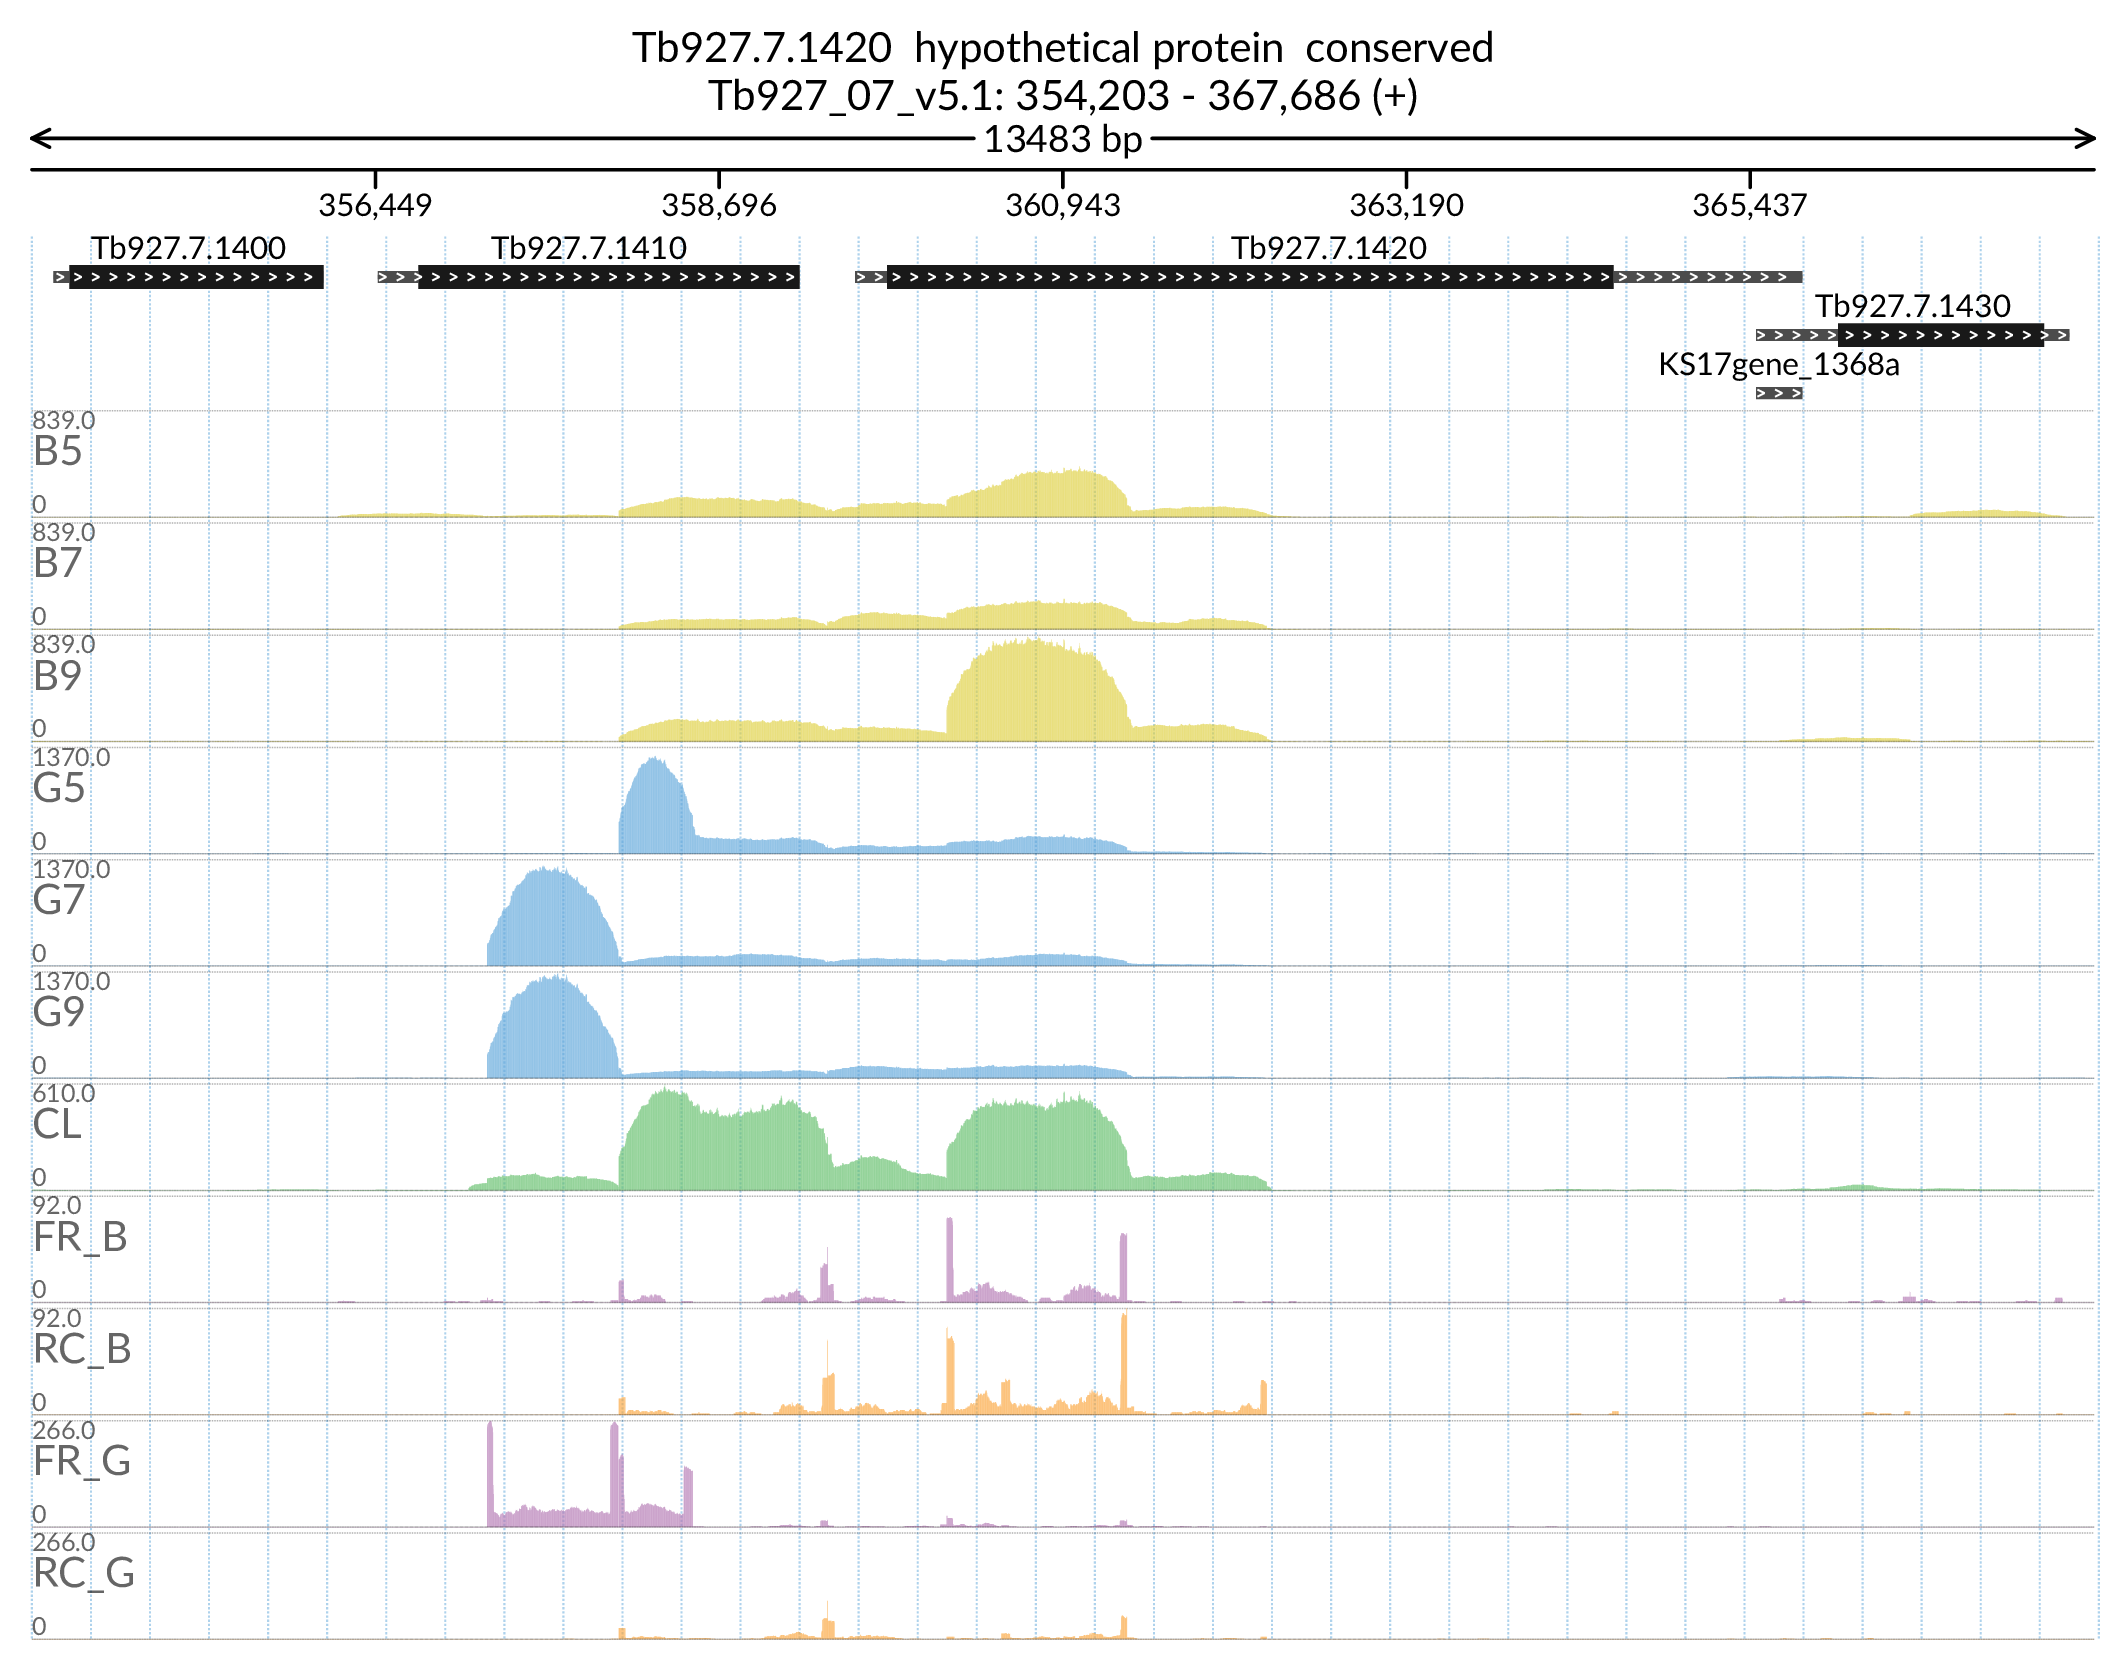 Tb927.7.1420  hypothetical protein  conserved
Tb927_07_v5.1: 354,203 - 367,686 (+)
13483 bp
356,449 358,696 360,943 363,190 365,437
Tb927.7.1400 Tb927.7.1410 Tb927.7.1420
Tb927.7.1430
KS17gene_1368a
839.0
B5
0
839.0
B7
0
839.0
B9
0
1370.0
G5
0
1370.0
G7
0
1370.0
G9
0
610.0
CL
0
92.0
FR_B
0
92.0
RC_B
0
266.0
FR_G
0
266.0
RC_G
0